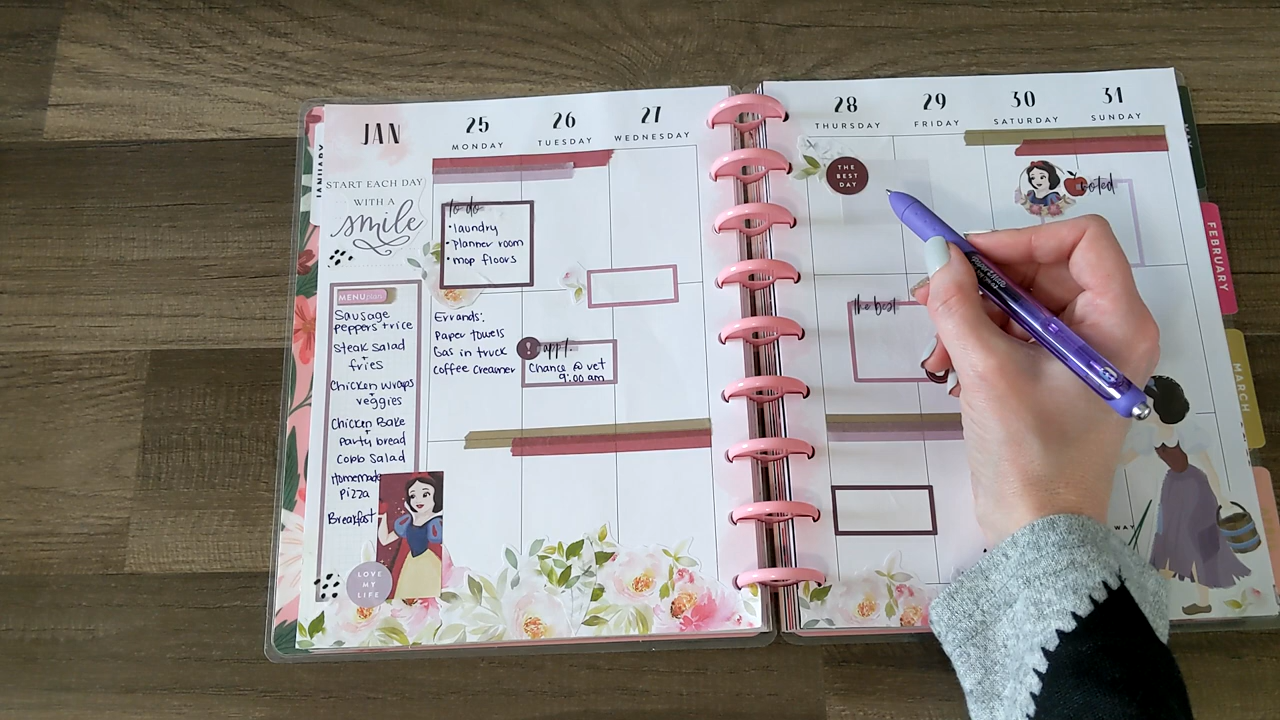 JANUARY
JAN
START EACH DAY
WITH A
smile
MENU plan
Sausage
peppers + rice
Steak salad
+
fries
Chicken wraps
+
veggies
Chicken Bake
+
Party bread
Cobb Salad
Homemade
Pizza
Breakfast
LOVE
MY
LIFE
25
MONDAY
26
TUESDAY
27
WEDNESDAY
to do
• laundry
• planner room
• mop floors
Errands:
Paper towels
Gas in truck
Coffee creamer
!
appt.
Chance @ vet
9:00 am
28
THURSDAY
29
FRIDAY
30
SATURDAY
31
SUNDAY
THE
BEST
DAY
the best
FEBRUARY
MARCH